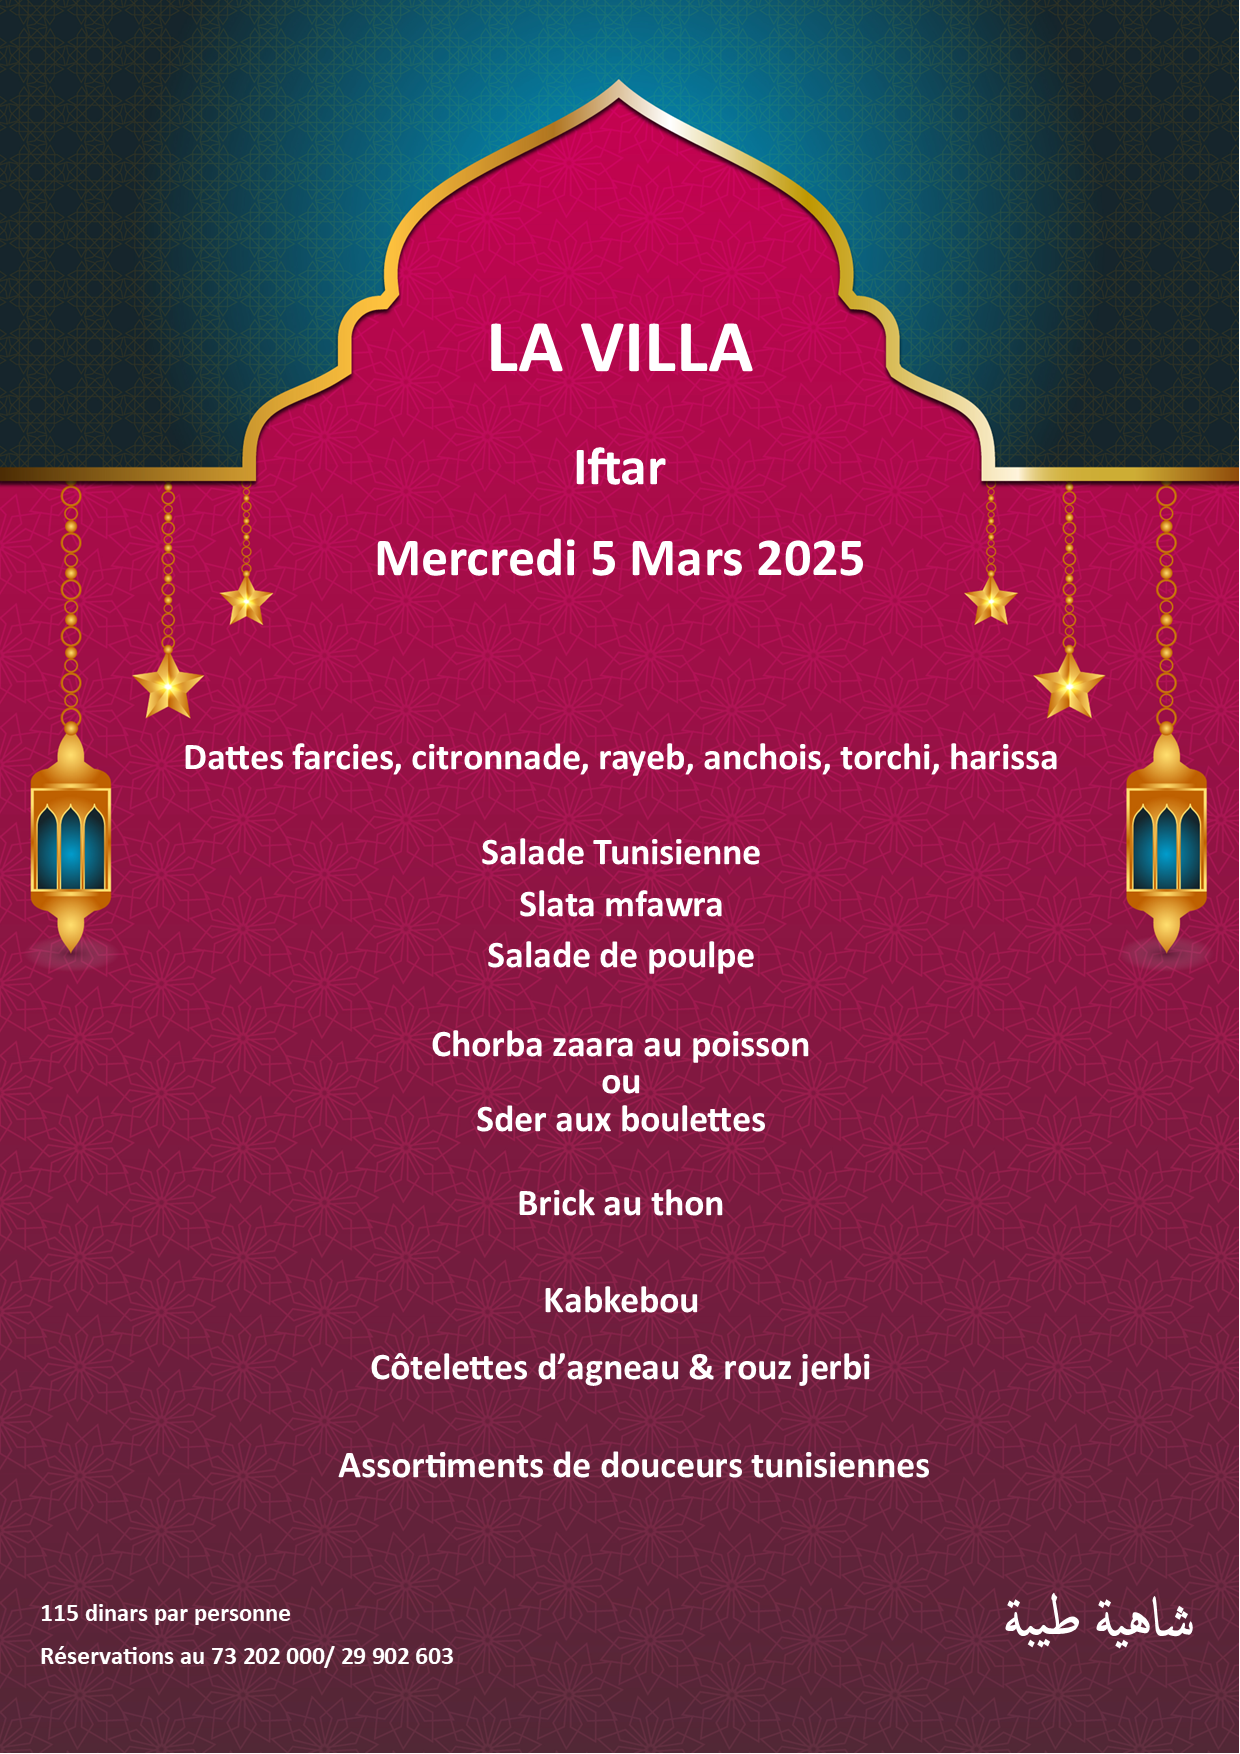 LA VILLA
Iftar
Mercredi 5 Mars 2025
Dattes farcies, citronnade, rayeb, anchois, torchi, harissa
Salade Tunisienne
Slata mfawra
Salade de poulpe
Chorba zaara au poisson
ou
Sder aux boulettes
Brick au thon
Kabkebou
Côtelettes d’agneau & rouz jerbi
Assortiments de douceurs tunisiennes
115 dinars par personne
شاهية طيبة
Réservations au 73 202 000/ 29 902 603